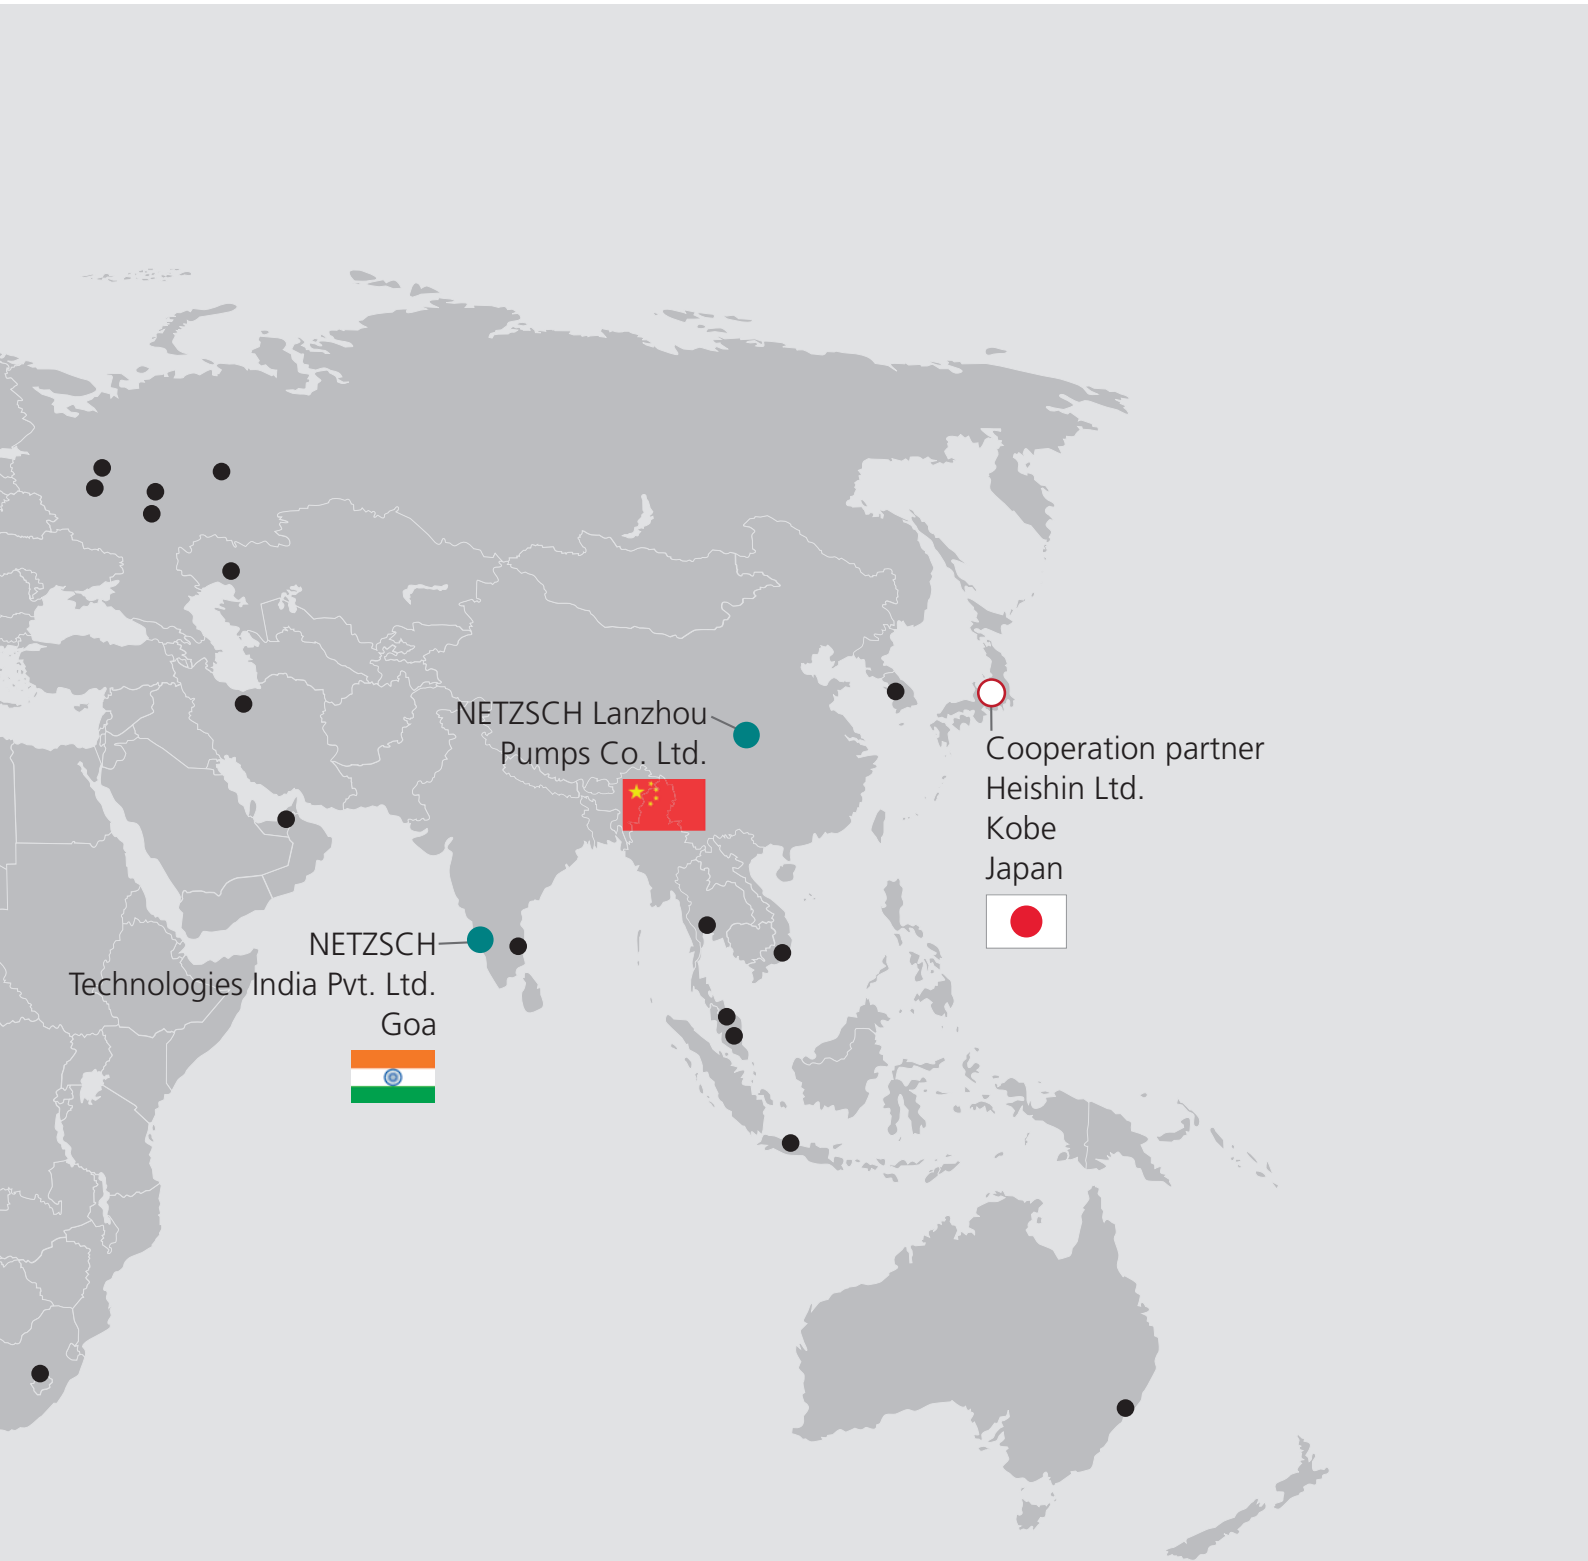 NETZSCH Lanzhou
Pumps Co. Ltd.
Cooperation partner
Heishin Ltd.
Kobe
Japan
NETZSCH
Technologies India Pvt. Ltd.
Goa